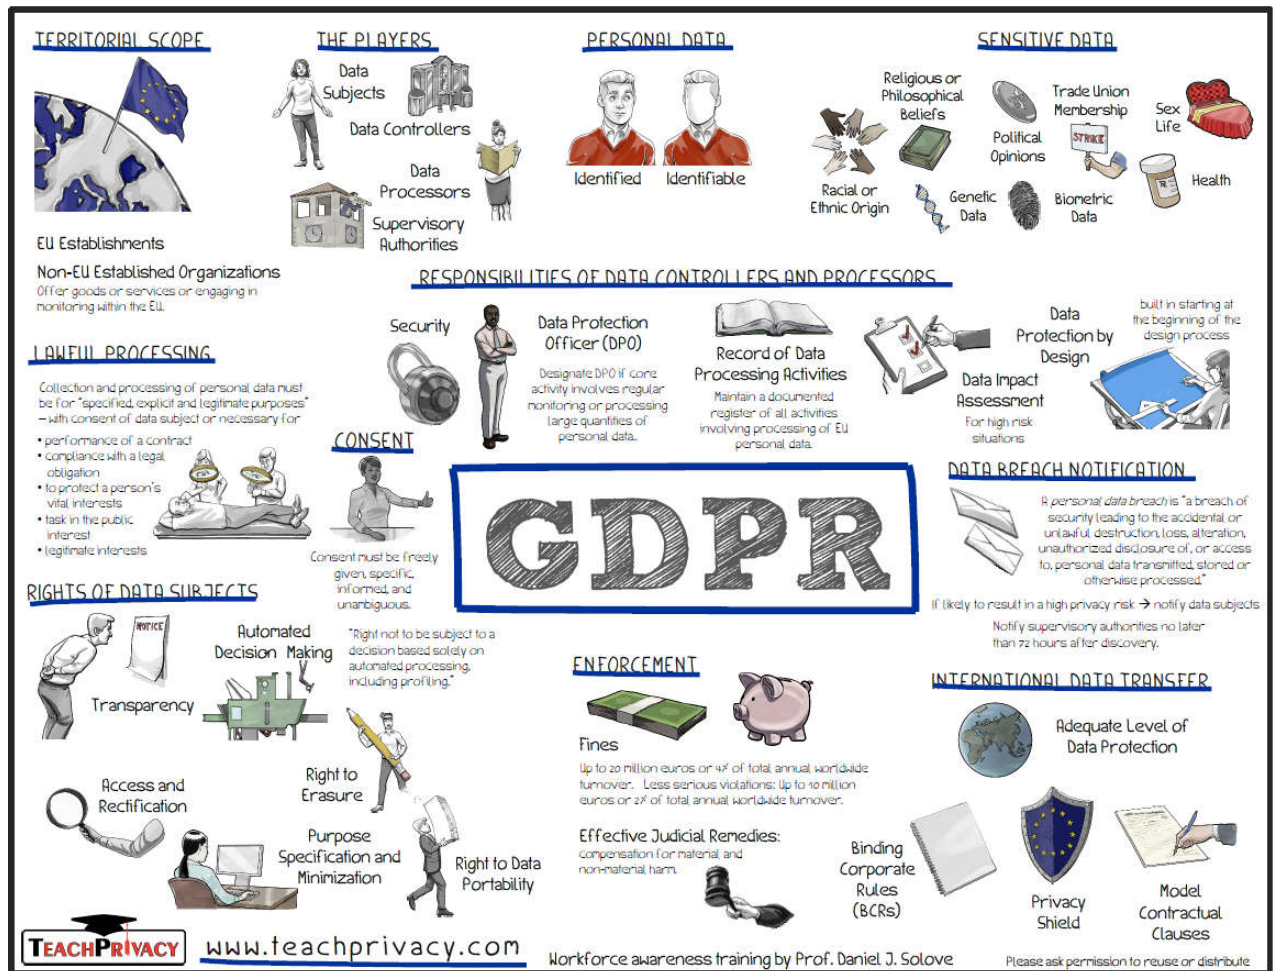 TERRITORIAL SCOPE
EU Establishments
Non-EU Established Organizations
Offer goods or services or engaging in
monitoring within the EU.
THE PLAYERS
Data
Subjects
Data Controllers
Data
Processors
Supervisory
Authorities
PERSONAL DATA
Identified
Identifiable
SENSITIVE DATA
Racial or
Ethnic Origin
Religious or
Philosophical
Beliefs
Genetic
Data
Political
Opinions
Trade Union
Membership
STRIKE
Biometric
Data
Sex
Life
Health
RESPONSIBILITIES OF DATA CONTROLLERS AND PROCESSORS
Security
Data Protection
Officer (DPO)
Designate DPO if core
activity involves regular
monitoring or processing
large quantities of
personal data.
Record of Data
Processing Activities
Maintain a documented
register of all activities
involving processing of EU
personal data.
Data Impact
Assessment
For high risk
situations
Data
Protection by
Design
built in starting at
the beginning of the
design process
LAWFUL PROCESSING
Collection and processing of personal data must
be for "specified, explicit and legitimate purposes"
– with consent of data subject or necessary for
• performance of a contract
• compliance with a legal
obligation
• to protect a person's
vital interests
• task in the public
interest
• legitimate interests
CONSENT
Consent must be freely
given, specific,
informed, and
unambiguous.
GDPR
DATA BREACH NOTIFICATION
A personal data breach is "a breach of
security leading to the accidental or
unlawful destruction, loss, alteration,
unauthorized disclosure of, or access
to, personal data transmitted, stored or
otherwise processed."
If likely to result in a high privacy risk → notify data subjects
Notify supervisory authorities no later
than 72 hours after discovery.
RIGHTS OF DATA SUBJECTS
NOTICE
Transparency
Automated
Decision Making
"Right not to be subject to a
decision based solely on
automated processing,
including profiling."
Access and
Rectification
Right to
Erasure
Purpose
Specification and
Minimization
Right to Data
Portability
ENFORCEMENT
Fines
Up to 20 million euros or 4% of total annual worldwide
turnover. Less serious violations: Up to 10 million
euros or 2% of total annual worldwide turnover.
Effective Judicial Remedies:
compensation for material and
non-material harm.
INTERNATIONAL DATA TRANSFER
Adequate Level of
Data Protection
Binding
Corporate
Rules
(BCRs)
Privacy
Shield
Model
Contractual
Clauses
TEACHPRIVACY
www.teachprivacy.com
Workforce awareness training by Prof. Daniel J. Solove
Please ask permission to reuse or distribute